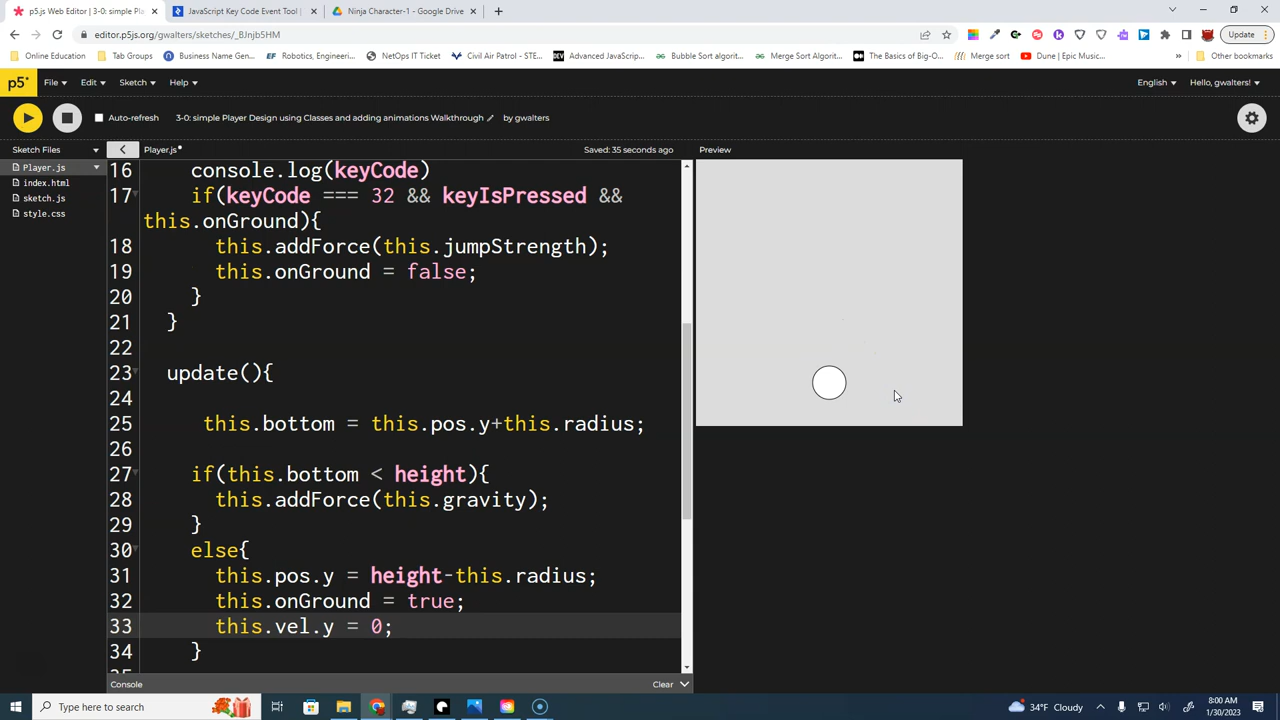 p5.js Web Editor | 3-0: simple Pl
JavaScript Key Code Event Tool |
Ninja Character-1 - Google Drive
editor.p5js.org/gwalters/sketches/_BJnjb5HM
Update
Online Education
Tab Groups
Business Name Gen...
Robotics, Engineeri...
NetOps IT Ticket
Civil Air Patrol - STE...
Advanced JavaScrip...
Bubble Sort Algorit...
Merge Sort Algorith...
The Basics of Big-O...
Merge sort
Dune | Epic Music...
Other bookmarks
p5*
File
Edit
Sketch
Help
English
Hello, gwalters!
Auto-refresh
3-0: simple Player Design using Classes and adding animations Walkthrough
by gwalters
Sketch Files
Player.js
Saved: 35 seconds ago
Preview
Player.js
index.html
sketch.js
style.css
16 console.log(keyCode)
17 if(keyCode === 32 && keyIsPressed &&
this.onGround){
18 this.addForce(this.jumpStrength);
19 this.onGround = false;
20 }
21 }
22
23 update(){
24
25 this.bottom = this.pos.y+this.radius;
26
27 if(this.bottom < height){
28 this.addForce(this.gravity);
29 }
30 else{
31 this.pos.y = height-this.radius;
32 this.onGround = true;
33 this.vel.y = 0;
34 }
Console
Clear
Type here to search
34°F Cloudy
8:00 AM
1/30/2023